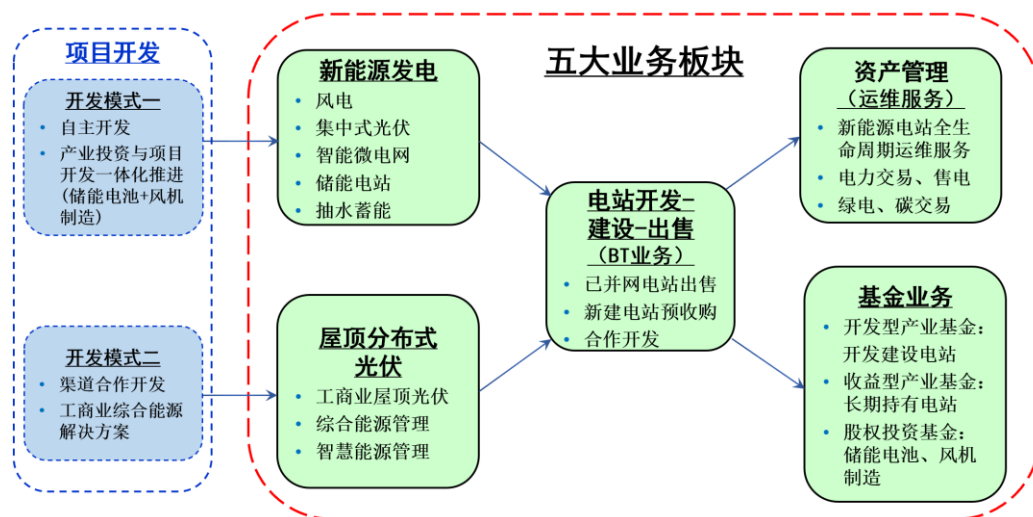 项目开发
开发模式一
• 自主开发
• 产业投资与项目
开发一体化推进
(储能电池+风机
制造)
开发模式二
• 渠道合作开发
• 工商业综合能源
解决方案
五大业务板块
新能源发电
• 风电
• 集中式光伏
• 智能微电网
• 储能电站
• 抽水蓄能
屋顶分布式
光伏
• 工商业屋顶光伏
• 综合能源管理
• 智慧能源管理
电站开发-
建设-出售
（BT业务）
• 已并网电站出售
• 新建电站预收购
• 合作开发
资产管理
（运维服务）
• 新能源电站全生
命周期运维服务
• 电力交易、售电
• 绿电、碳交易
基金业务
• 开发型产业基金：
开发建设电站
• 收益型产业基金：
长期持有电站
• 股权投资基金：
储能电池、风机
制造